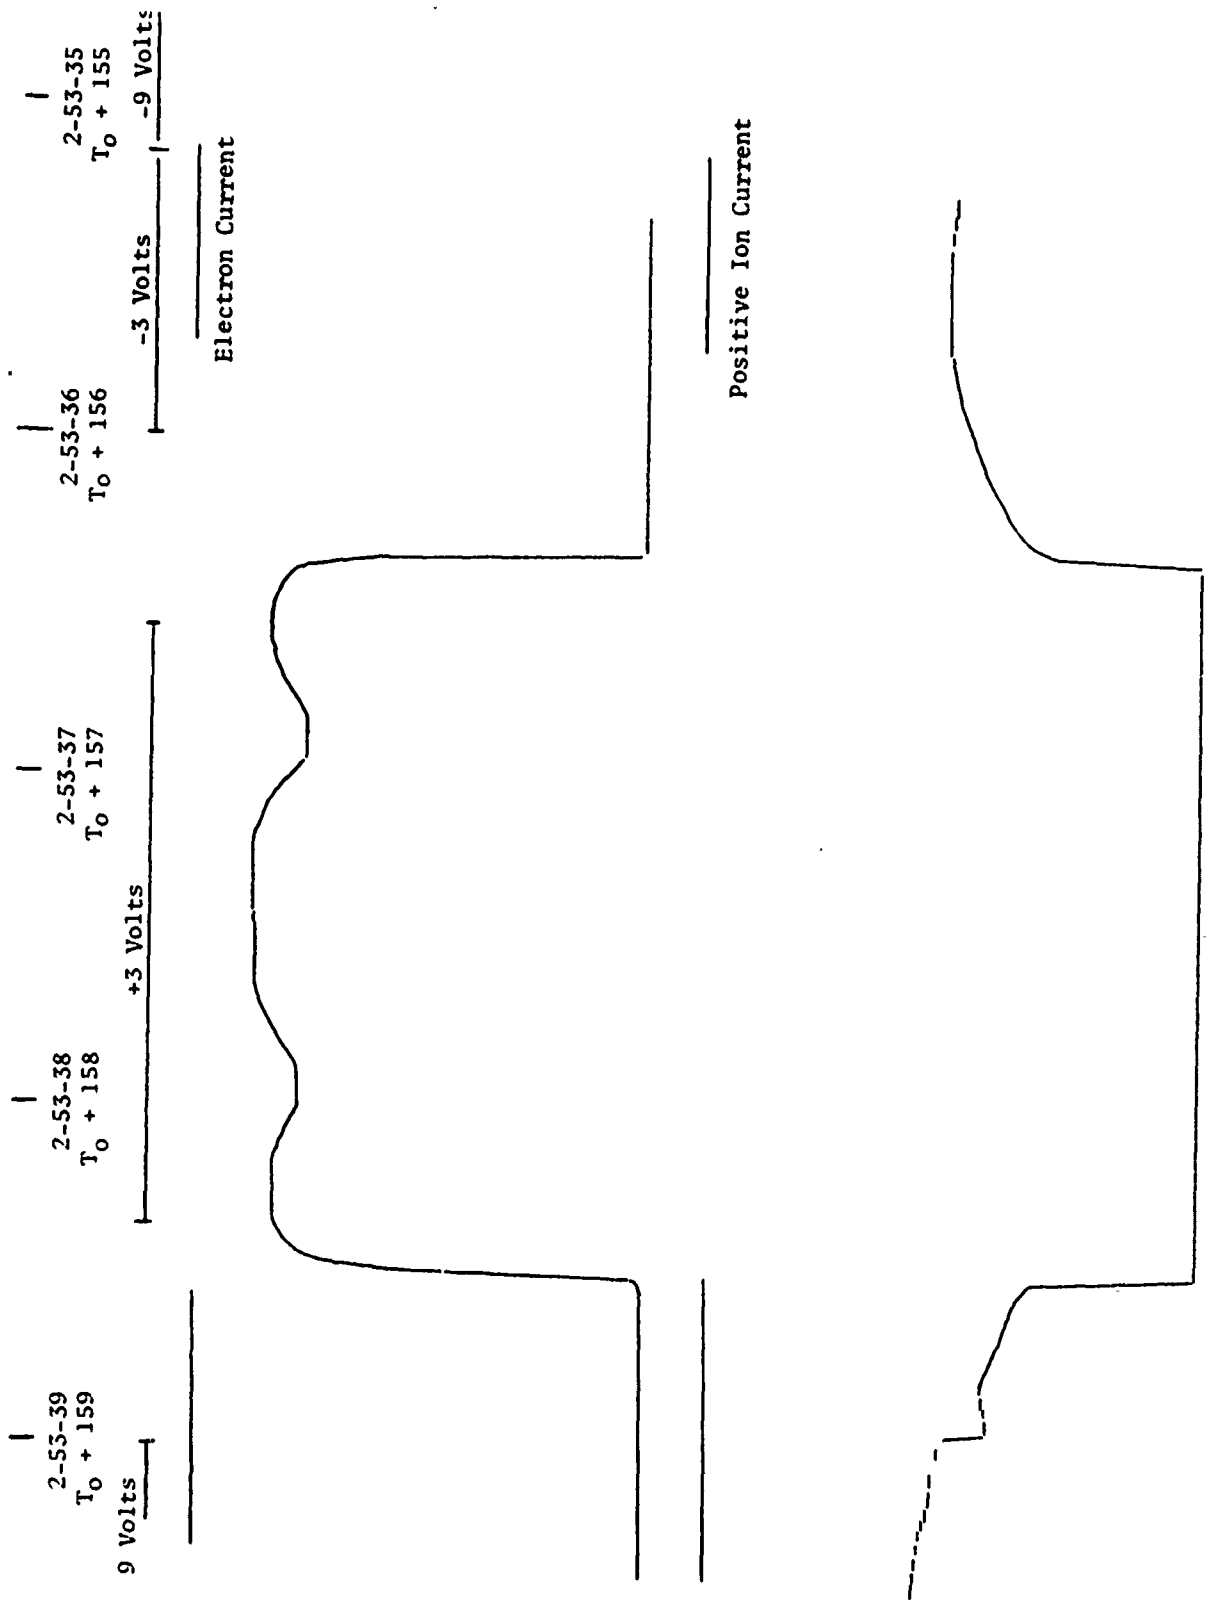 2-53-39
T₀ + 159
9 Volts
2-53-38
T₀ + 158
+3 Volts
2-53-37
T₀ + 157
2-53-36
T₀ + 156
-3 Volts
2-53-35
T₀ + 155
-9 Volts
Electron Current
Positive Ion Current